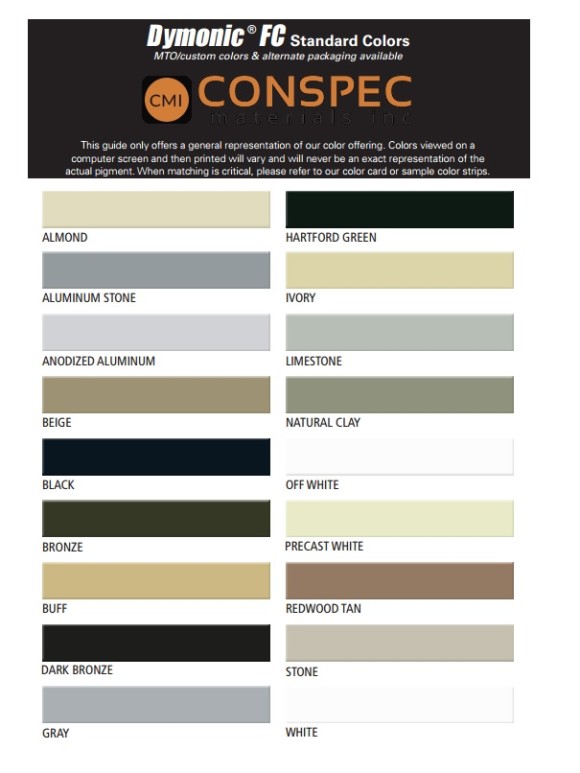 Dymonic® FC Standard Colors
MTO/custom colors & alternate packaging available
CMI CONSPEC
materials inc
This guide only offers a general representation of our color offering. Colors viewed on a
computer screen and then printed will vary and will never be an exact representation of the
actual pigment. When matching is critical, please refer to our color card or sample color strips.
ALMOND
HARTFORD GREEN
ALUMINUM STONE
IVORY
ANODIZED ALUMINUM
LIMESTONE
BEIGE
NATURAL CLAY
BLACK
OFF WHITE
BRONZE
PRECAST WHITE
BUFF
REDWOOD TAN
DARK BRONZE
STONE
GRAY
WHITE